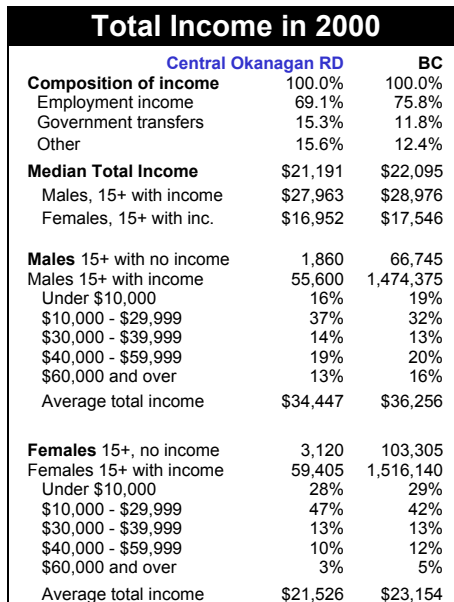 Total Income in 2000
Central Okanagan RD BC
Composition of income 100.0% 100.0%
Employment income 69.1% 75.8%
Government transfers 15.3% 11.8%
Other 15.6% 12.4%
Median Total Income $21,191 $22,095
Males, 15+ with income $27,963 $28,976
Females, 15+ with inc. $16,952 $17,546
Males 15+ with no income 1,860 66,745
Males 15+ with income 55,600 1,474,375
Under $10,000 16% 19%
$10,000 - $29,999 37% 32%
$30,000 - $39,999 14% 13%
$40,000 - $59,999 19% 20%
$60,000 and over 13% 16%
Average total income $34,447 $36,256
Females 15+, no income 3,120 103,305
Females 15+ with income 59,405 1,516,140
Under $10,000 28% 29%
$10,000 - $29,999 47% 42%
$30,000 - $39,999 13% 13%
$40,000 - $59,999 10% 12%
$60,000 and over 3% 5%
Average total income $21,526 $23,154